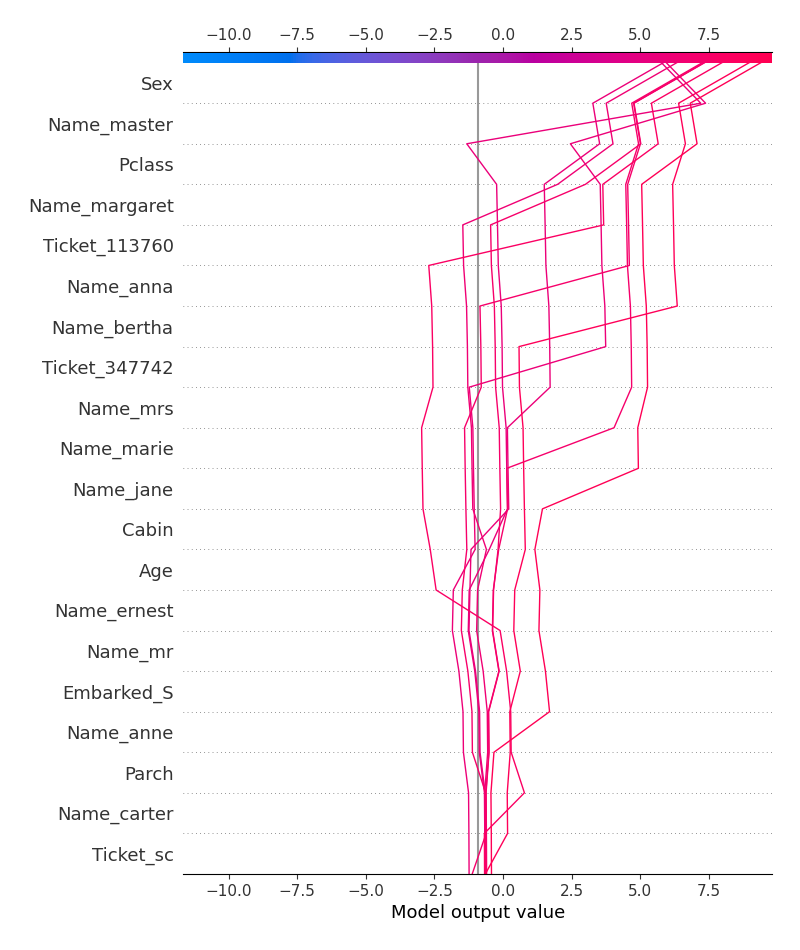 −10.0 −7.5 −5.0 −2.5 0.0 2.5 5.0 7.5
Sex
Name_master
Pclass
Name_margaret
Ticket_113760
Name_anna
Name_bertha
Ticket_347742
Name_mrs
Name_marie
Name_jane
Cabin
Age
Name_ernest
Name_mr
Embarked_S
Name_anne
Parch
Name_carter
Ticket_sc
−10.0 −7.5 −5.0 −2.5 0.0 2.5 5.0 7.5
Model output value